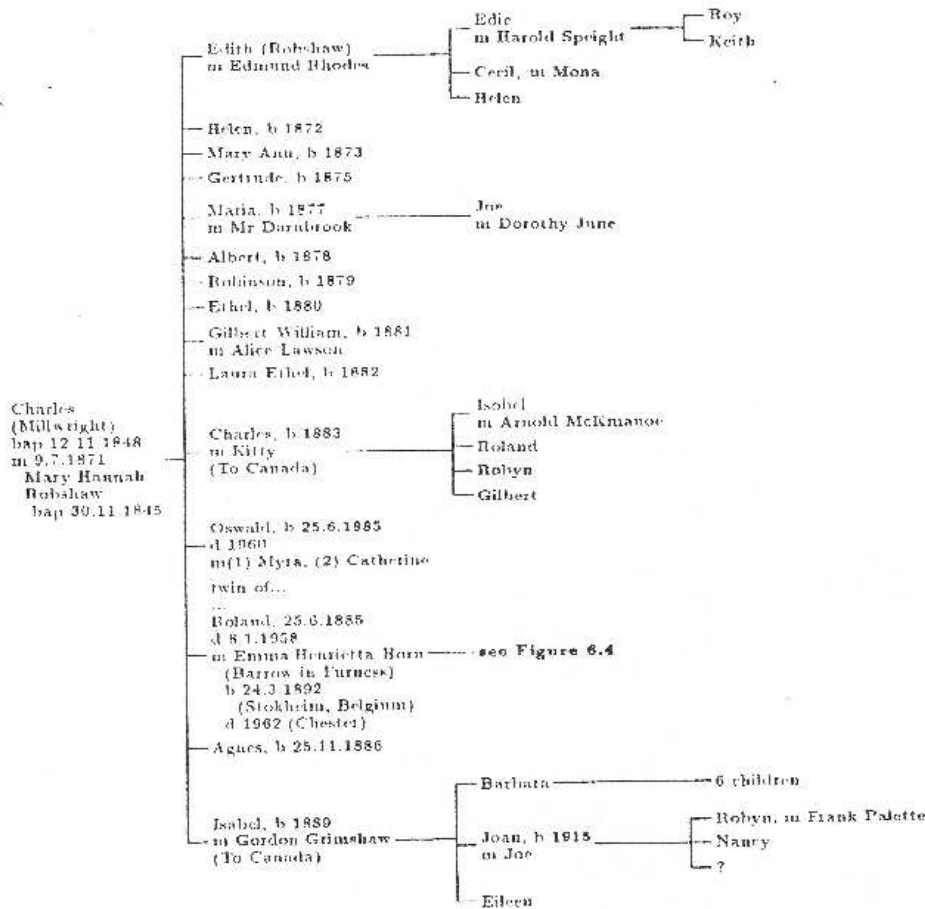 Edith (Robshaw)
m Edmund Rhodes
Edie
m Harold Speight
Roy
Keith
Cecil, m Mona
Helen
Helen, b 1872
Mary Ann, b 1873
Gertrude, b 1875
Maria, b 1877
m Mr Darnbrook
Joe
m Dorothy June
Albert, b 1878
Robinson, b 1879
Ethel, b 1880
Gilbert William, b 1881
m Alice Lawson
Laura Ethel, b 1882
Charles
(Millwright)
bap 12 11 1848
m 9.7.1871
Mary Hannah
Robshaw
bap 30.11 1845
Charles, b 1883
m Kitty
(To Canada)
Isobel
m Arnold McKmanoe
Roland
Robyn
Gilbert
Oswald, b 25.6.1885
d 1960
m(1) Myra, (2) Catherine
twin of...
...
Roland, 25.6.1885
d 8.1.1958
m Emma Henrietta Horn
(Barrow in Furness)
b 24.3 1892
(Stokheim, Belgium)
d 1962 (Chester)
see Figure 6.4
Agnes, b 25.11.1886
Isabel, b 1889
m Gordon Grimshaw
(To Canada)
Barbara
6 children
Joan, b 1915
m Joe
Robyn, m Frank Palette
Nancy
?
Eileen